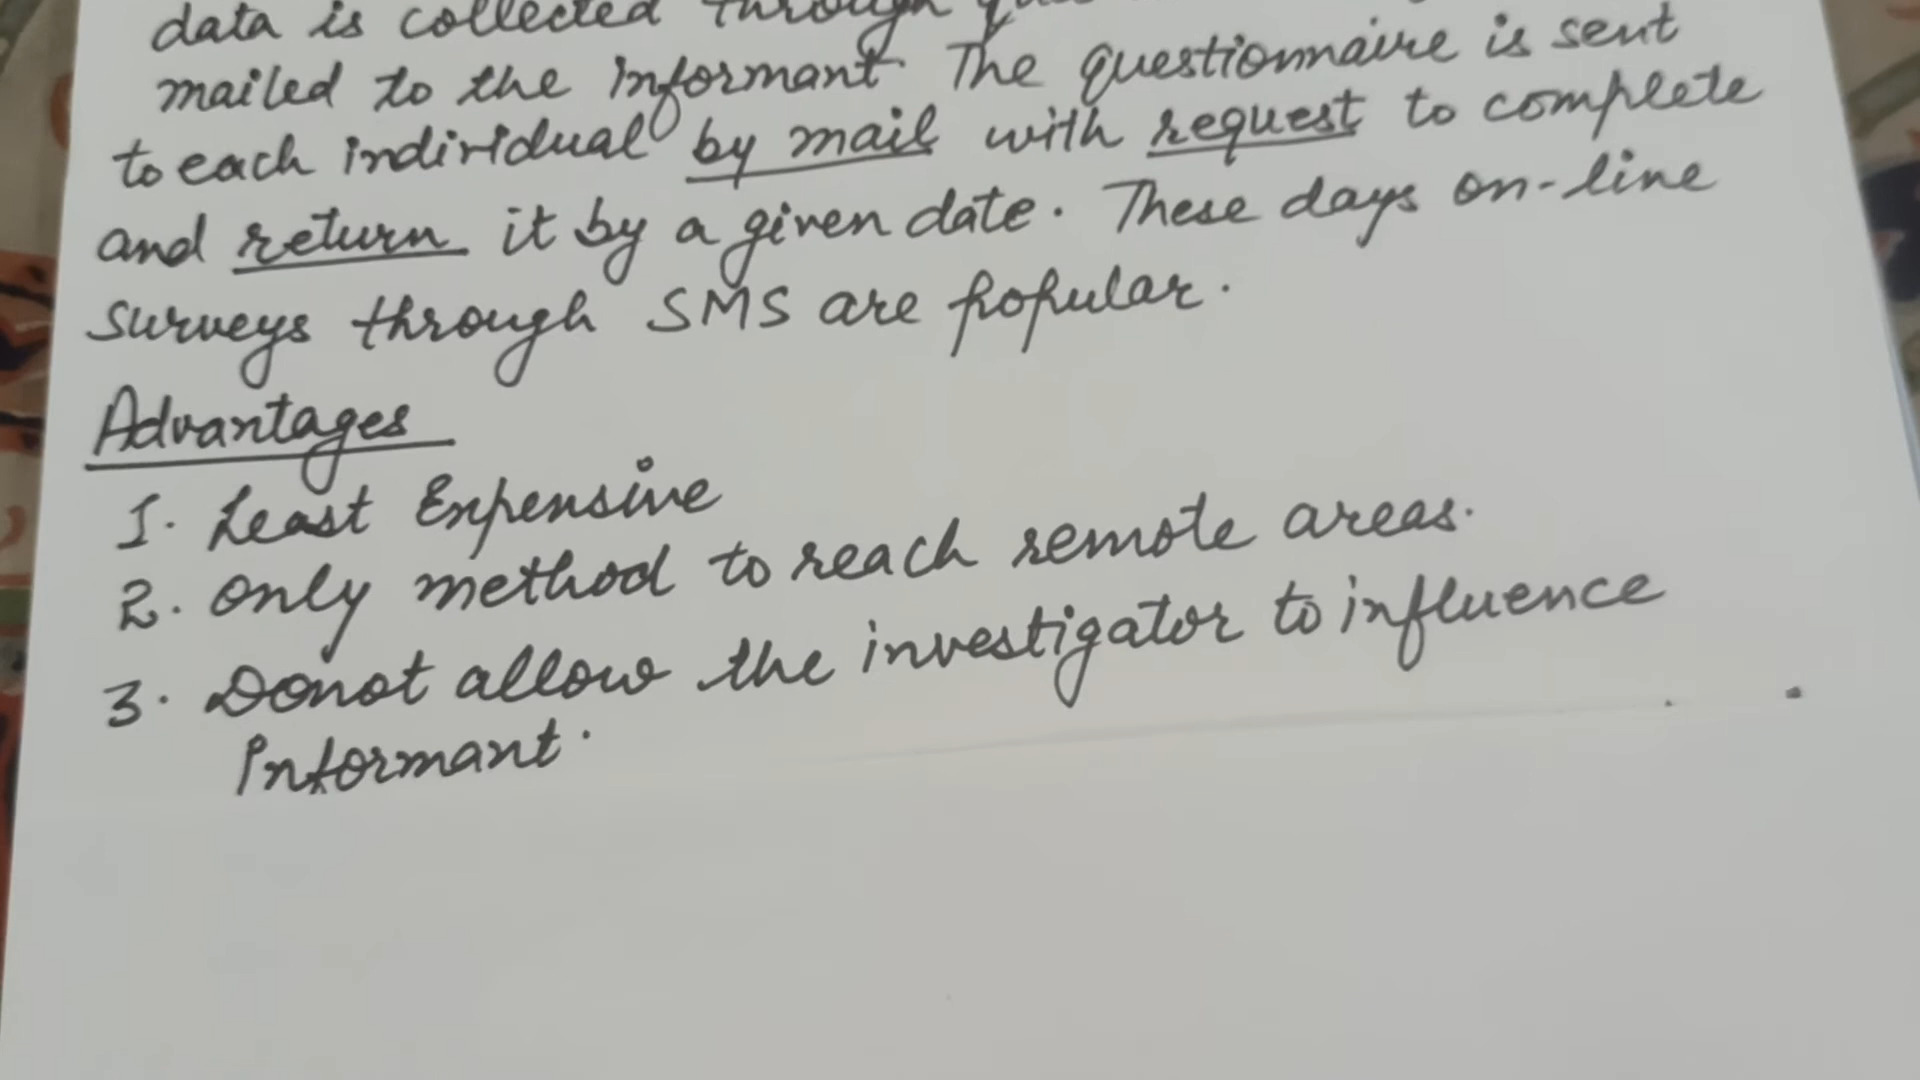 data is collected through
mailed to the informant. The questionnaire is sent
to each individual by mail with request to complete
and return it by a given date. These days on-line
surveys through SMS are popular.
Advantages
1. Least Expensive
2. Only method to reach remote areas.
3. Donot allow the investigator to influence
Informant.